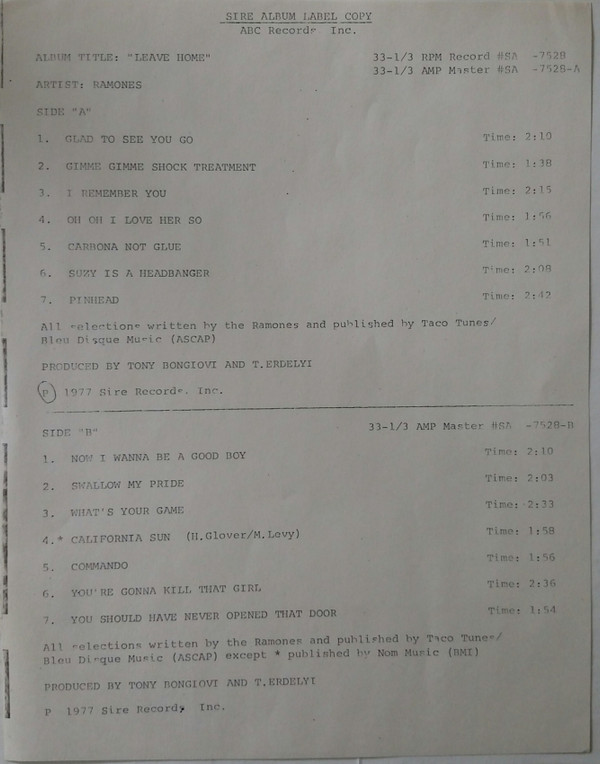 SIRE ALBUM LABEL COPY
ABC Records Inc.
ALBUM TITLE: "LEAVE HOME" 33-1/3 RPM Record #SA -7528
33-1/3 AMP Master #SA -7528-A
ARTIST: RAMONES
SIDE "A"
1. GLAD TO SEE YOU GO Time: 2:10
2. GIMME GIMME SHOCK TREATMENT Time: 1:38
3. I REMEMBER YOU Time: 2:15
4. OH OH I LOVE HER SO Time: 1:56
5. CARBONA NOT GLUE Time: 1:51
6. SUZY IS A HEADBANGER Time: 2:08
7. PINHEAD Time: 2:42
All selections written by the Ramones and published by Taco Tunes/
Bleu Disque Music (ASCAP)
PRODUCED BY TONY BONGIOVI AND T.ERDELYI
P 1977 Sire Records. Inc.
SIDE "B" 33-1/3 AMP Master #SA -7528-B
1. NOW I WANNA BE A GOOD BOY Time: 2:10
2. SWALLOW MY PRIDE Time: 2:03
3. WHAT'S YOUR GAME Time: 2:33
4.* CALIFORNIA SUN (H.Glover/M.Levy) Time: 1:58
5. COMMANDO Time: 1:56
6. YOU'RE GONNA KILL THAT GIRL Time: 2:36
7. YOU SHOULD HAVE NEVER OPENED THAT DOOR Time: 1:54
All selections written by the Ramones and published by Taco Tunes/
Bleu Disque Music (ASCAP) except * published by Nom Music (BMI)
PRODUCED BY TONY BONGIOVI AND T.ERDELYI
P 1977 Sire Records Inc.